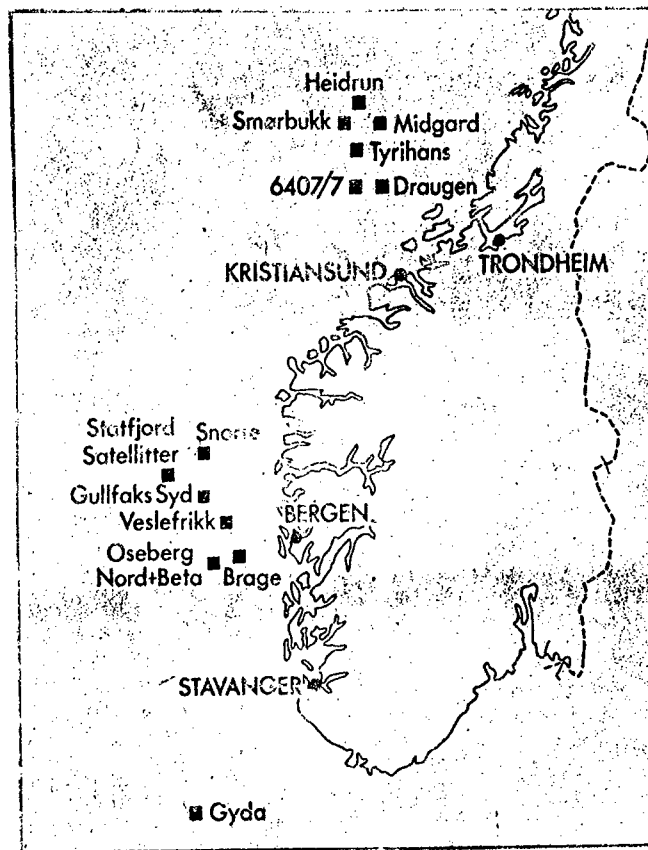 Heidrun
Smørbukk
Midgard
Tyrihans
6407/7
Draugen
KRISTIANSUND
TRONDHEIM
Statfjord
Satellitter
Snorre
Gullfaks Syd
Veslefrikk
BERGEN
Oseberg
Nord+Beta
Brage
STAVANGER
Gyda